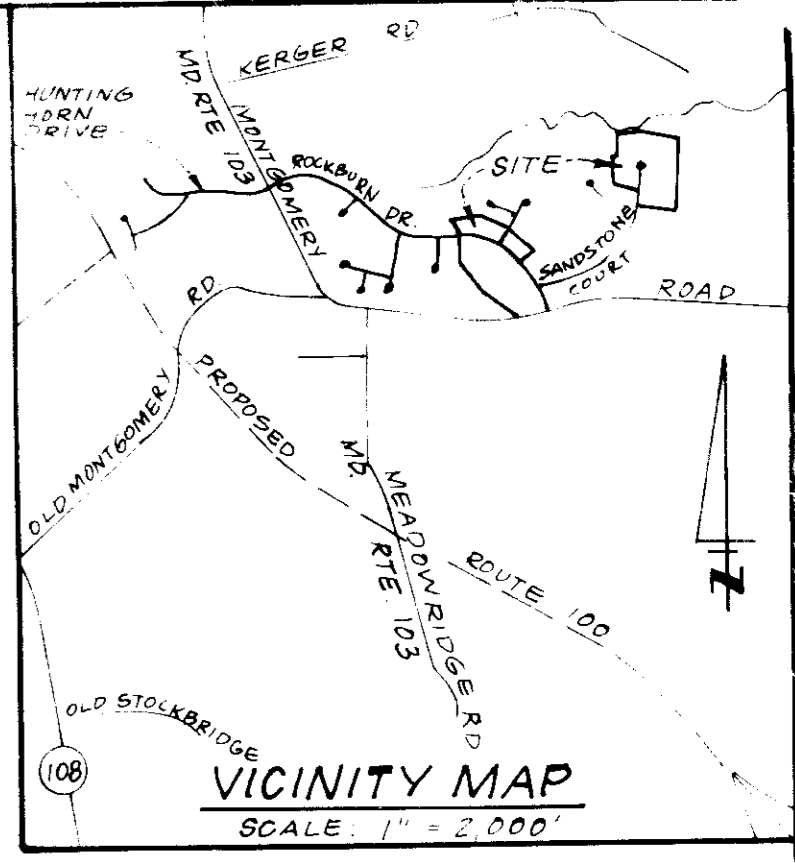 KERGER RD
HUNTING
HORN
DRIVE
MD. RTE 103
MONTGOMERY
ROCKBURN DR.
SITE
SANDSTONE
COURT
ROAD
RD.
OLD MONTGOMERY
PROPOSED
ROUTE 100
MD.
RTE. 103
MEADOWRIDGE RD
OLD STOCKBRIDGE
108
N
VICINITY MAP
SCALE: 1" = 2,000'